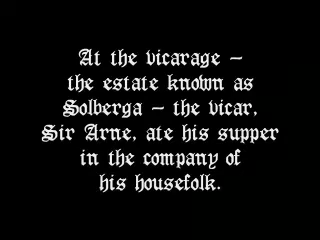 At the vicarage –
the estate known as
Solberga – the vicar,
Sir Arne, ate his supper
in the company of
his housefolk.